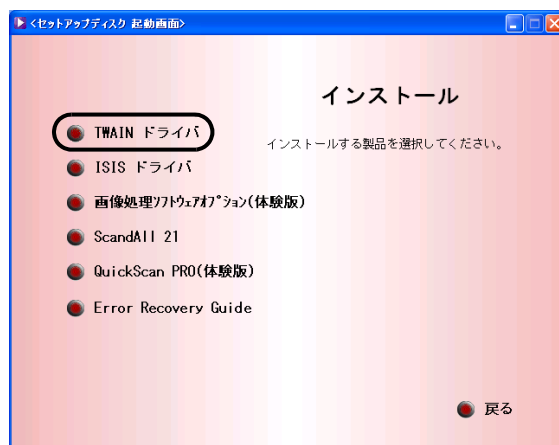 <セットアップディスク 起動画面>
インストール
インストールする製品を選択してください。
TWAIN ドライバ
ISIS ドライバ
画像処理ソフトウェアオプション(体験版)
ScandAll 21
QuickScan PRO(体験版)
Error Recovery Guide
戻る